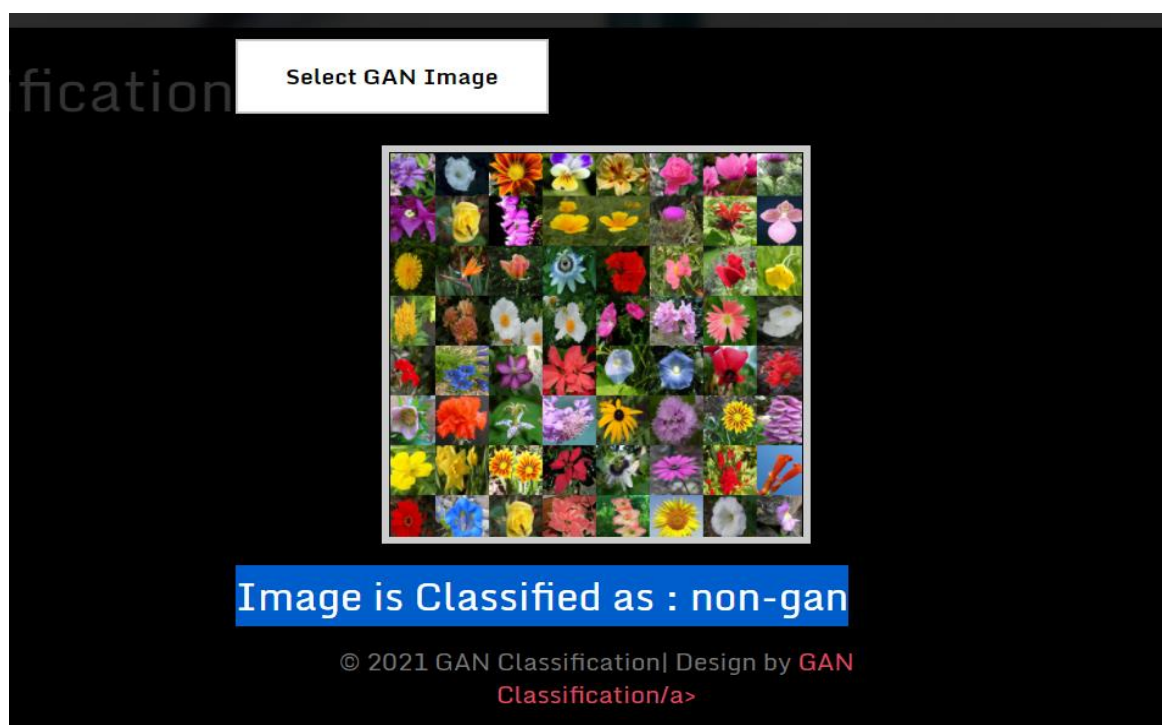 ification
Select GAN Image
Image is Classified as : non-gan
© 2021 GAN Classification| Design by GAN
Classification/a>